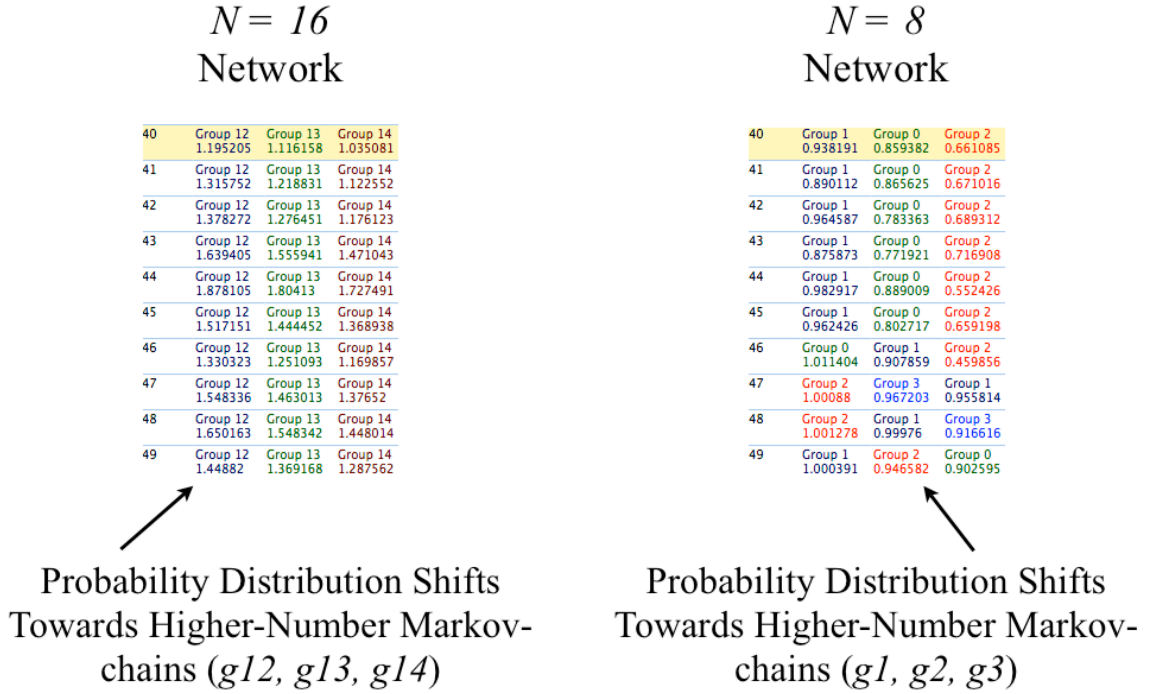 N = 16
Network
40 Group 12 Group 13 Group 14
1.195205 1.116158 1.035081
41 Group 12 Group 13 Group 14
1.315752 1.218831 1.122552
42 Group 12 Group 13 Group 14
1.378272 1.276451 1.176123
43 Group 12 Group 13 Group 14
1.639405 1.555941 1.471043
44 Group 12 Group 13 Group 14
1.878105 1.80413 1.727491
45 Group 12 Group 13 Group 14
1.517151 1.444452 1.368938
46 Group 12 Group 13 Group 14
1.330323 1.251093 1.169857
47 Group 12 Group 13 Group 14
1.548336 1.463013 1.37652
48 Group 12 Group 13 Group 14
1.650163 1.548342 1.448014
49 Group 12 Group 13 Group 14
1.44882 1.369168 1.287562
Probability Distribution Shifts
Towards Higher-Number Markov-
chains (g12, g13, g14)
N = 8
Network
40 Group 1 Group 0 Group 2
0.938191 0.859382 0.661085
41 Group 1 Group 0 Group 2
0.890112 0.865625 0.671016
42 Group 1 Group 0 Group 2
0.964587 0.783363 0.689312
43 Group 1 Group 0 Group 2
0.875873 0.771921 0.716908
44 Group 1 Group 0 Group 2
0.982917 0.889009 0.552426
45 Group 1 Group 0 Group 2
0.962426 0.802717 0.659198
46 Group 0 Group 1 Group 2
1.011404 0.907859 0.459856
47 Group 2 Group 3 Group 1
1.00088 0.967203 0.955814
48 Group 2 Group 1 Group 3
1.001278 0.99976 0.916616
49 Group 1 Group 2 Group 0
1.000391 0.946582 0.902595
Probability Distribution Shifts
Towards Higher-Number Markov-
chains (g1, g2, g3)